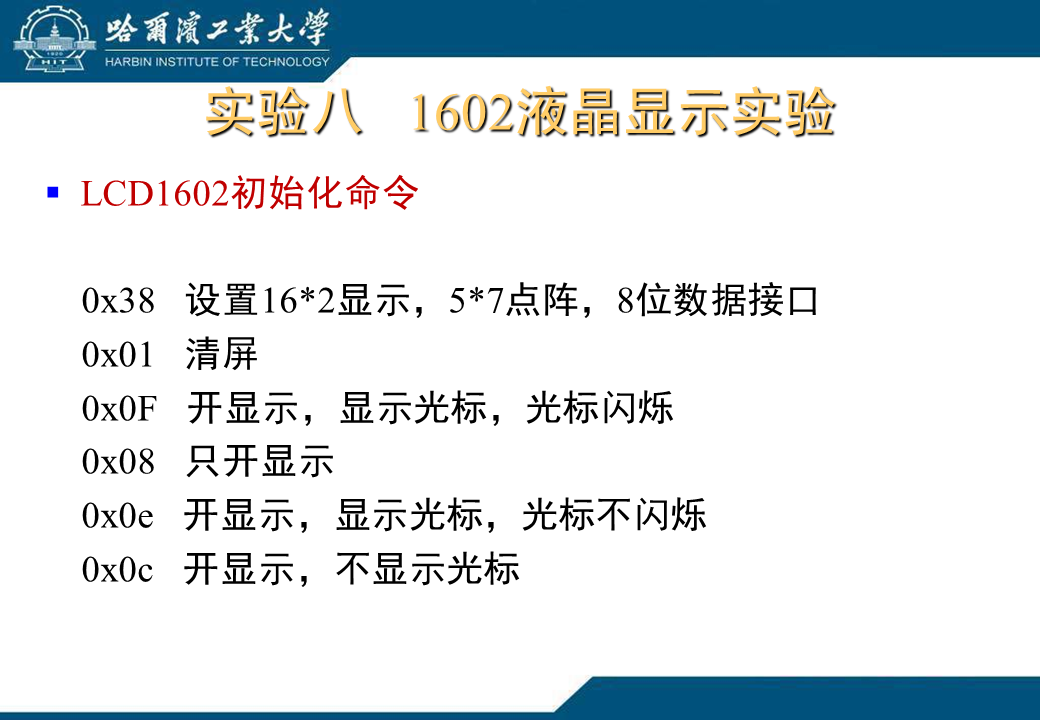 哈爾濱工業大學
HARBIN INSTITUTE OF TECHNOLOGY
HIT
实验八 1602液晶显示实验
LCD1602初始化命令
0x38 设置16*2显示，5*7点阵，8位数据接口
0x01 清屏
0x0F 开显示，显示光标，光标闪烁
0x08 只开显示
0x0e 开显示，显示光标，光标不闪烁
0x0c 开显示，不显示光标